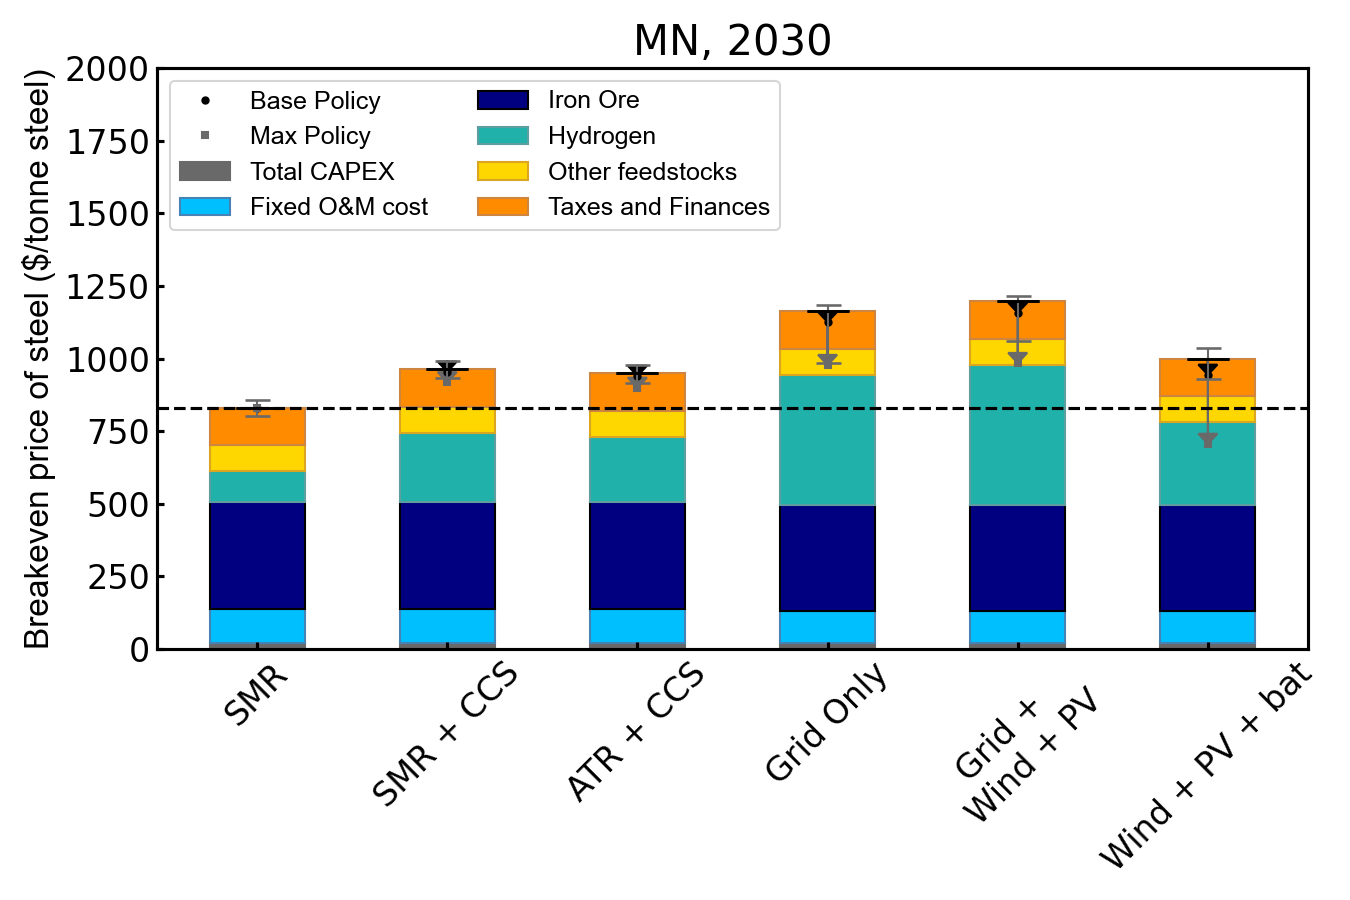 MN, 2030
Breakeven price of steel ($/tonne steel)
2000
1750
1500
1250
1000
750
500
250
0
Base Policy
Max Policy
Total CAPEX
Fixed O&M cost
Iron Ore
Hydrogen
Other feedstocks
Taxes and Finances
SMR
SMR + CCS
ATR + CCS
Grid Only
Grid +
Wind + PV
Wind + PV + bat